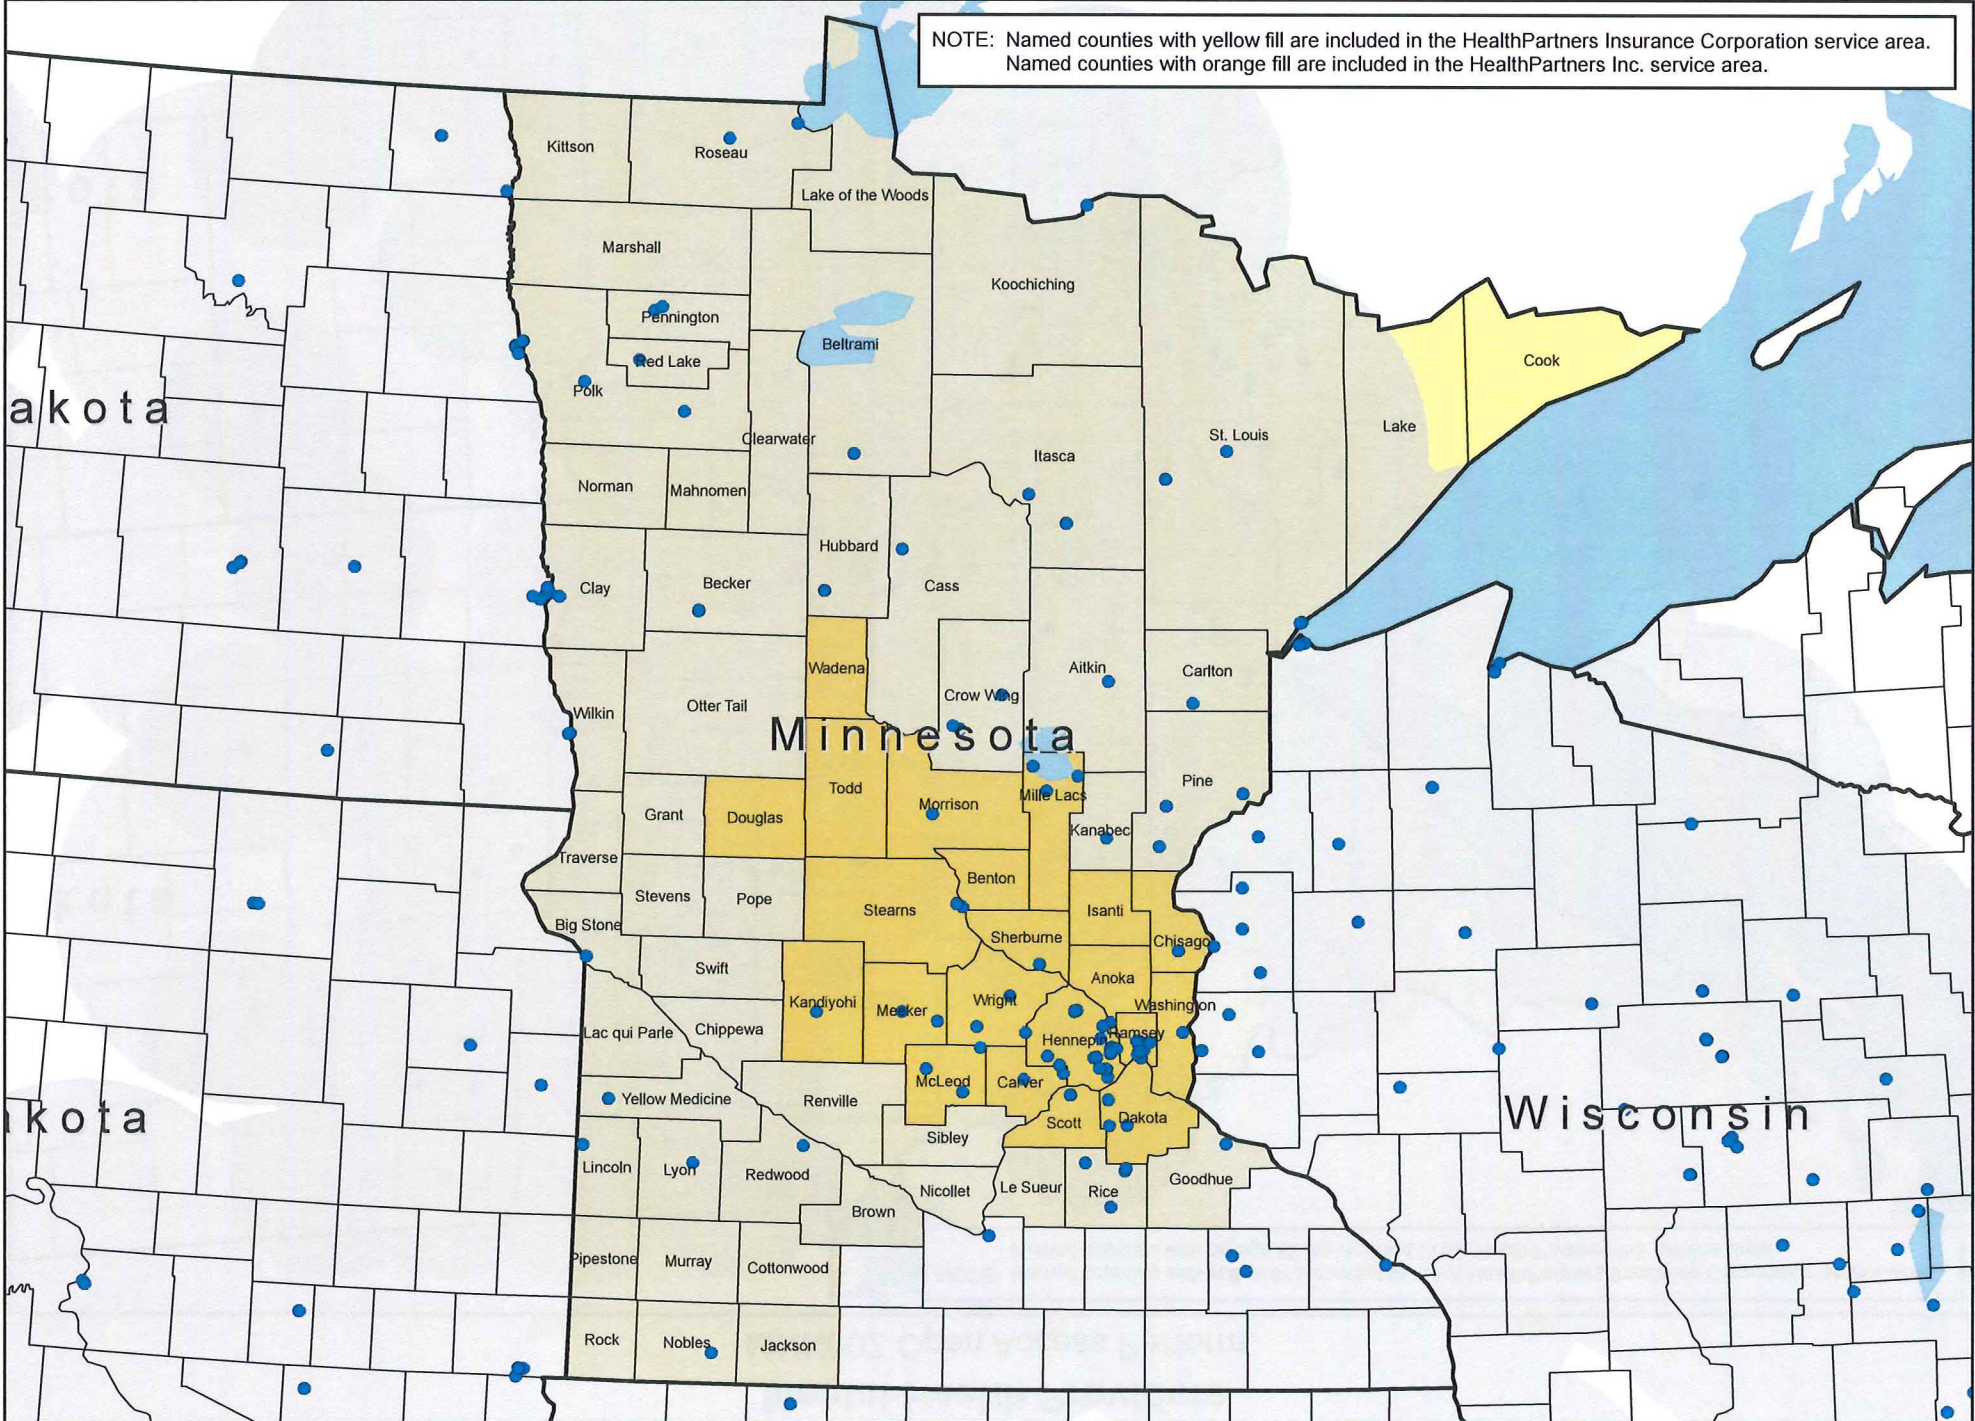 NOTE: Named counties with yellow fill are included in the HealthPartners Insurance Corporation service area.
Named counties with orange fill are included in the HealthPartners Inc. service area.
Kittson
Roseau
Lake of the Woods
Marshall
Koochiching
Pennington
Beltrami
Red Lake
Cook
Polk
akota
Lake
St. Louis
Clearwater
Itasca
Norman
Mahnomen
Hubbard
Clay
Becker
Cass
Wadena
Aitkin
Carlton
Crow Wing
Otter Tail
Wilkin
Minnesota
Pine
Todd
Mille Lacs
Morrison
Grant
Douglas
Kanabec
Traverse
Benton
Stevens
Pope
Stearns
Isanti
Big Stone
Sherburne
Chisago
Swift
Anoka
Kandiyohi
Wright
Washington
Meeker
Lac qui Parle
Chippewa
Ramsey
Hennepin
McLeod
Carver
Yellow Medicine
Renville
kota
Wisconsin
Scott
Dakota
Sibley
Lincoln
Lyon
Redwood
Goodhue
Le Sueur
Nicollet
Rice
Brown
Pipestone
Murray
Cottonwood
Rock
Nobles
Jackson